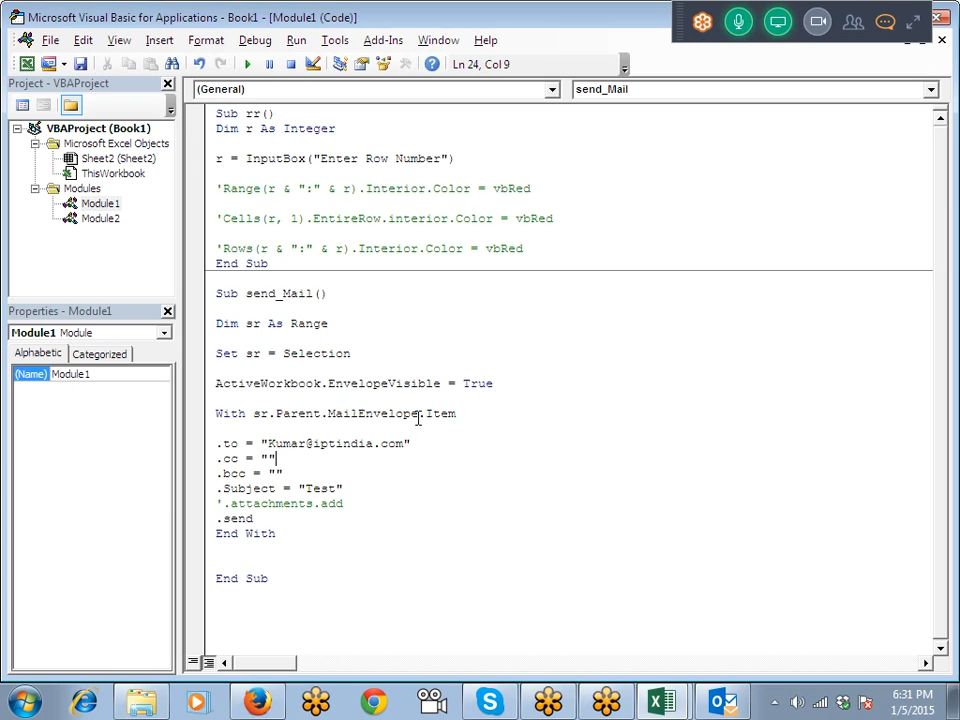 Microsoft Visual Basic for Applications - Book1 - [Module1 (Code)]
File Edit View Insert Format Debug Run Tools Add-Ins Window Help
Ln 24, Col 9
Project - VBAProject
(General)
send_Mail
VBAProject (Book1)
Microsoft Excel Objects
Sheet2 (Sheet2)
ThisWorkbook
Modules
Module1
Module2
Properties - Module1
Module1 Module
Alphabetic Categorized
(Name) Module1
Sub rr()
Dim r As Integer
r = InputBox("Enter Row Number")
'Range(r & ":" & r).Interior.Color = vbRed
'Cells(r, 1).EntireRow.interior.Color = vbRed
'Rows(r & ":" & r).Interior.Color = vbRed
End Sub
Sub send_Mail()
Dim sr As Range
Set sr = Selection
ActiveWorkbook.EnvelopeVisible = True
With sr.Parent.MailEnvelope.Item
.to = "Kumar@iptindia.com"
.cc = ""
.bcc = ""
.Subject = "Test"
'.attachments.add
.send
End With
End Sub
6:31 PM
1/5/2015